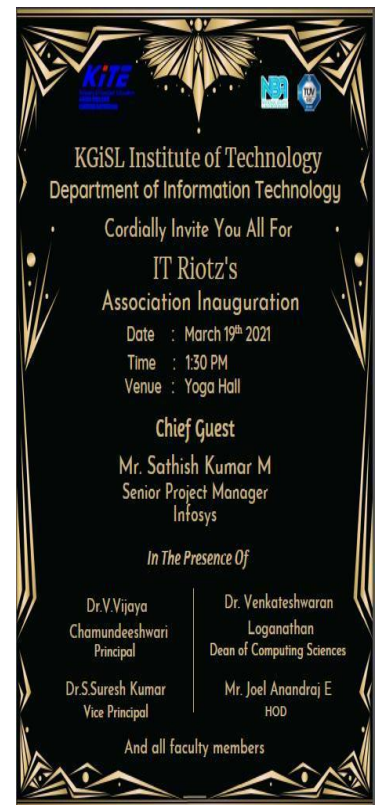 KiTE
NBA
TÜV
KGiSL Institute of Technology
Department of Information Technology
Cordially Invite You All For
IT Riotz's
Association Inauguration
Date : March 19th 2021
Time : 1:30 PM
Venue : Yoga Hall
Chief Guest
Mr. Sathish Kumar M
Senior Project Manager
Infosys
In The Presence Of
Dr.V.Vijaya
Chamundeeshwari
Principal
Dr. Venkateshwaran
Loganathan
Dean of Computing Sciences
Dr.S.Suresh Kumar
Vice Principal
Mr. Joel Anandraj E
HOD
And all faculty members